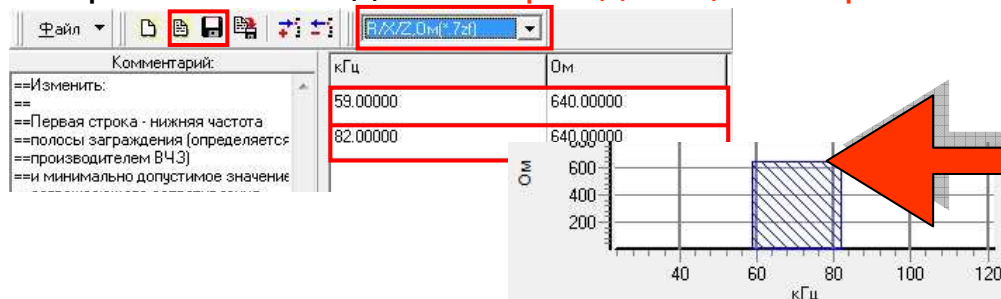 Файл
R/X/Z,Ом(*.7zf)
Комментарий:
==Изменить:
==
==Первая строка - нижняя частота
==полосы заграждения (определяется
==производителем ВЧЗ)
==и минимально допустимое значение
кГц Ом
59.00000 640.00000
82.00000 640.00000
Ом
600
400
200
40 60 80 100 120
кГц